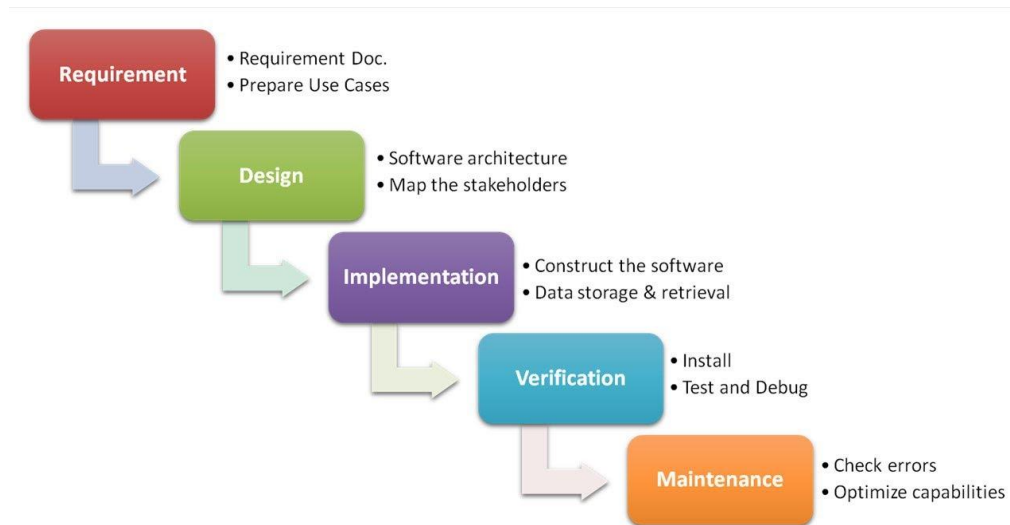 Requirement
• Requirement Doc.
• Prepare Use Cases
Design
• Software architecture
• Map the stakeholders
Implementation
• Construct the software
• Data storage & retrieval
Verification
• Install
• Test and Debug
Maintenance
• Check errors
• Optimize capabilities